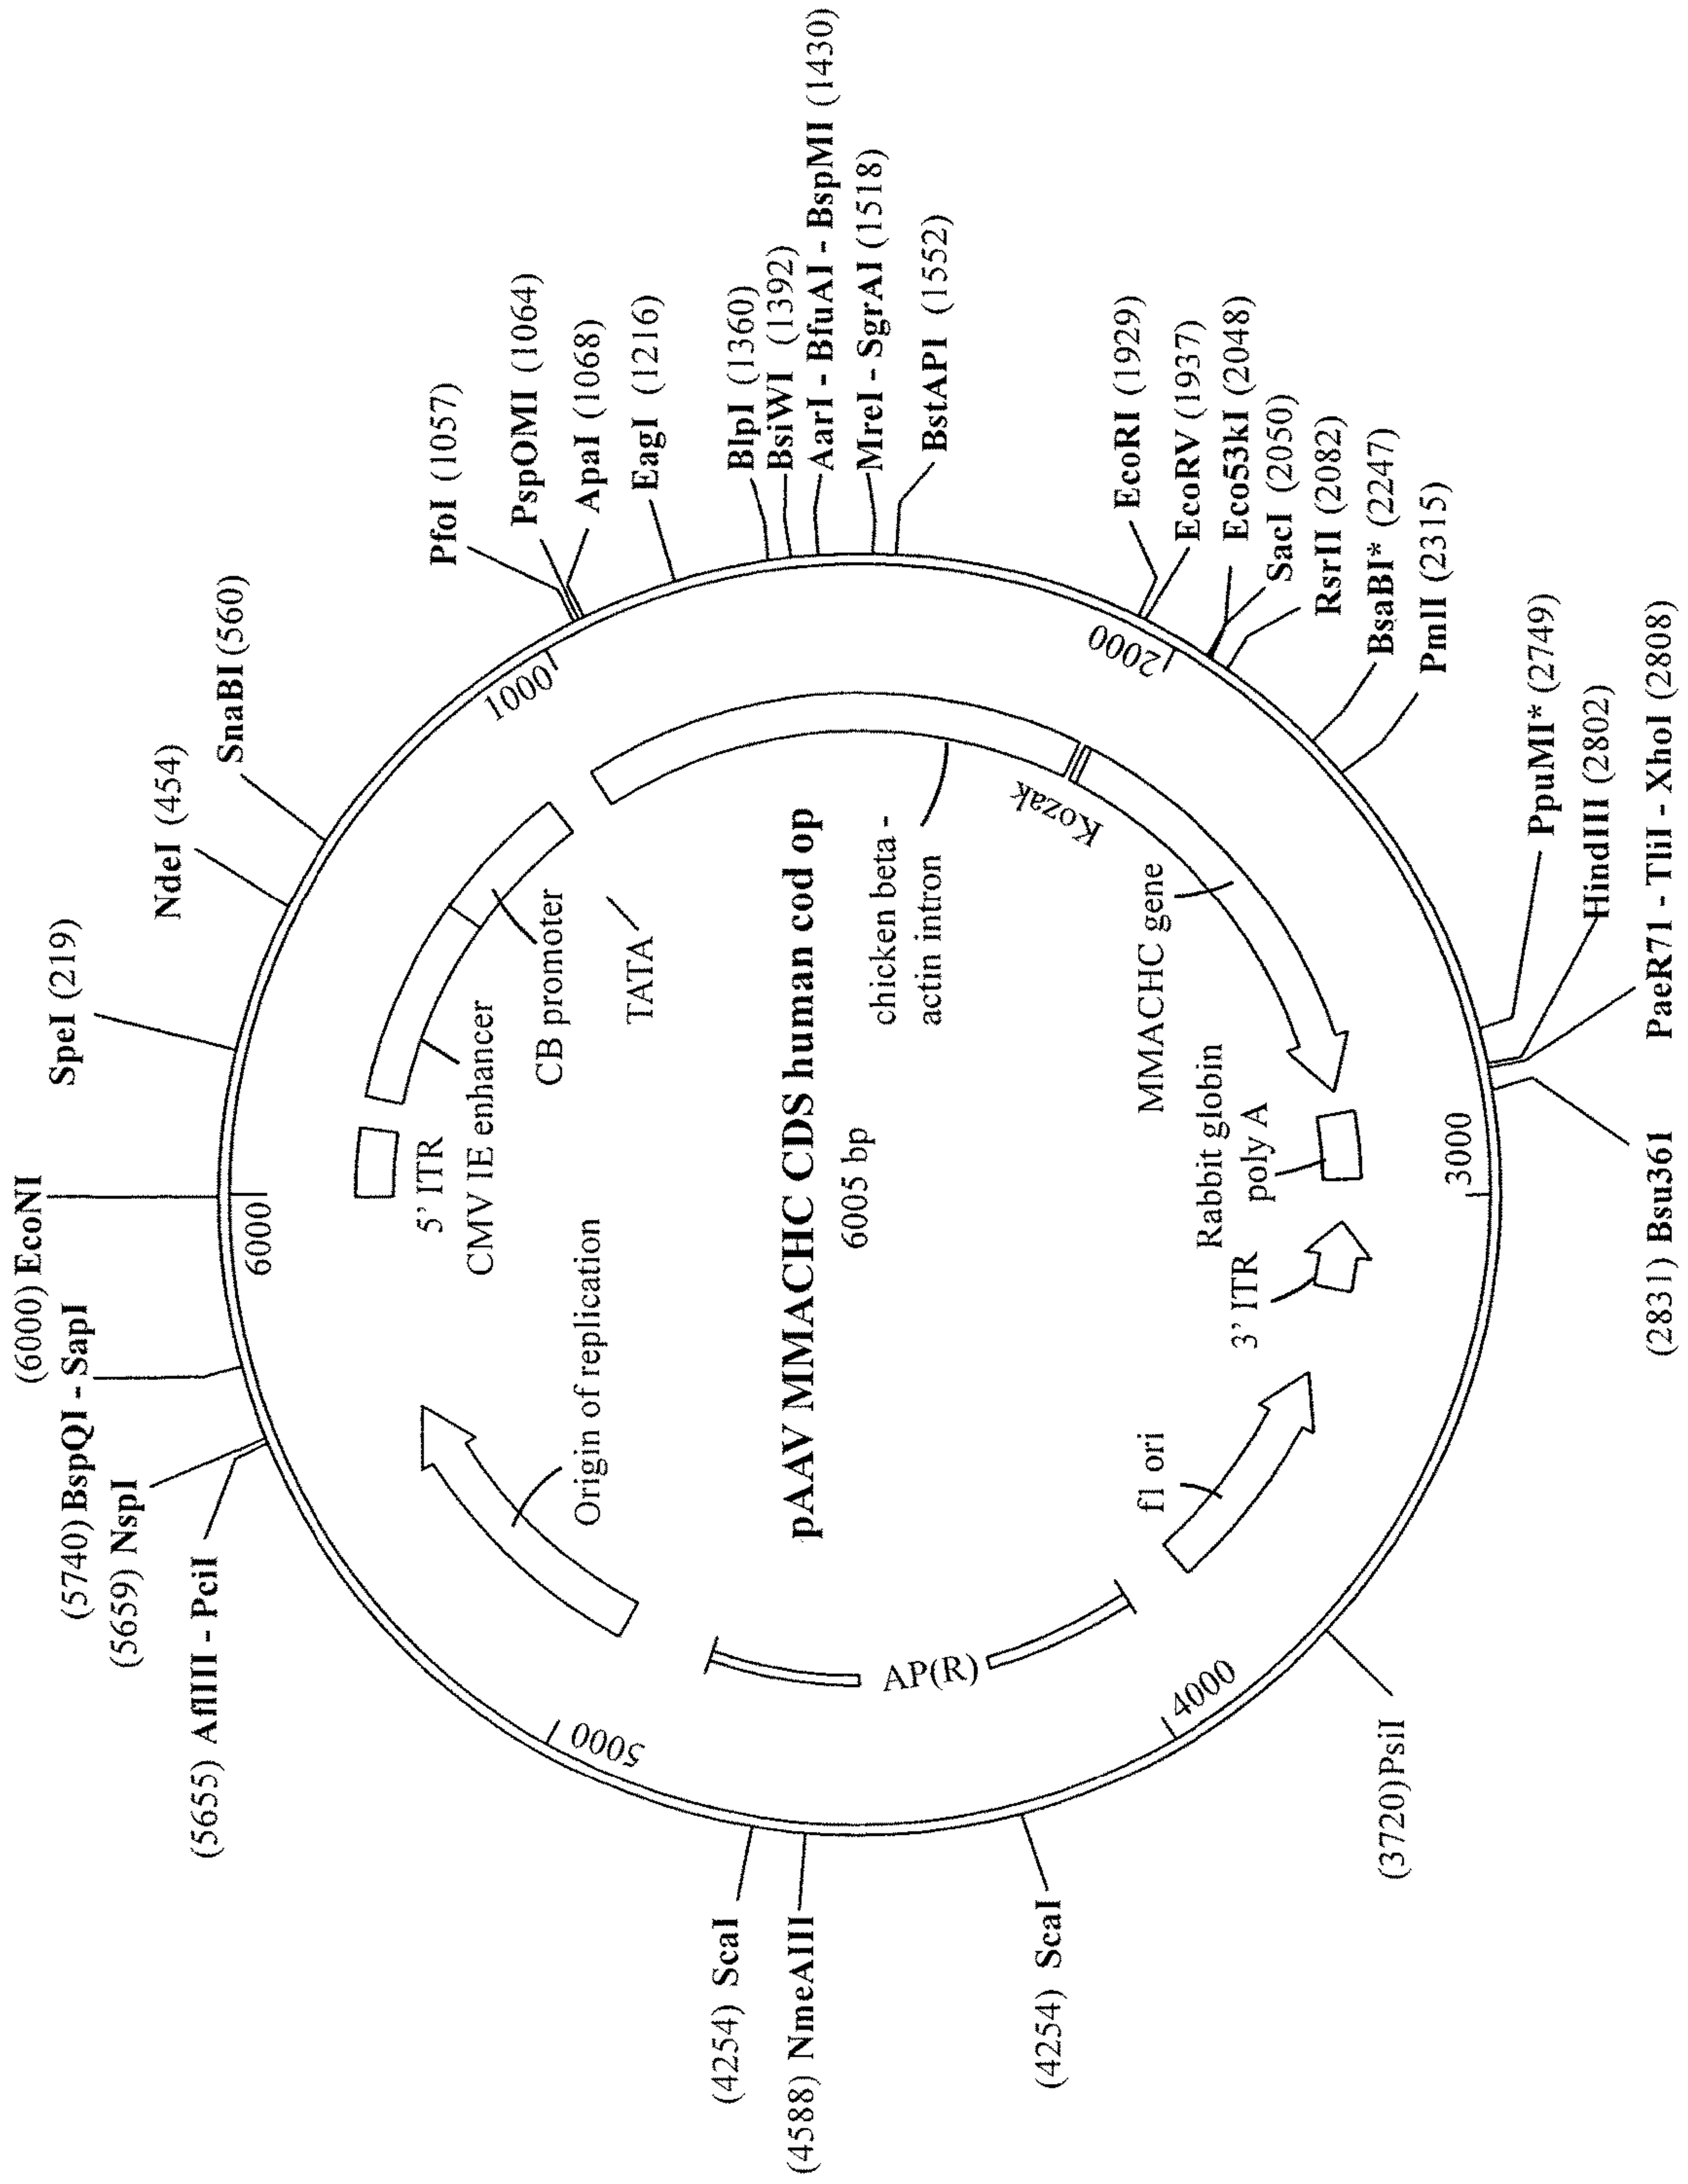 (6000) EcoNI
(5740) BspQI - SapI
(5659) NspI
(5655) AflIII - PciI
SpeI (219)
NdeI (454)
SnaBI (560)
PfoI (1057)
PspOMI (1064)
ApaI (1068)
EagI (1216)
BlpI (1360)
BsiWI (1392)
AarI - BfuAI - BspMI (1430)
MreI - SgrAI (1518)
BstAPI (1552)
EcoRI (1929)
EcoRV (1937)
Eco53kI (2048)
SacI (2050)
RsrII (2082)
BsaBI* (2247)
PmlI (2315)
PpuMI* (2749)
HindIII (2802)
PaeR71 - TliI - XhoI (2808)
(2831) Bsu361
(3720)PsiI
(4254) ScaI
(4588) NmeAIII
(4254) ScaI
6000
1000
2000
3000
4000
5000
5' ITR
CMV IE enhancer
CB promoter
TATA
chicken beta -
actin intron
Kozak
MMACHC gene
Rabbit globin
poly A
3' ITR
f1 ori
AP(R)
Origin of replication
pAAV MMACHC CDS human cod op
6005 bp